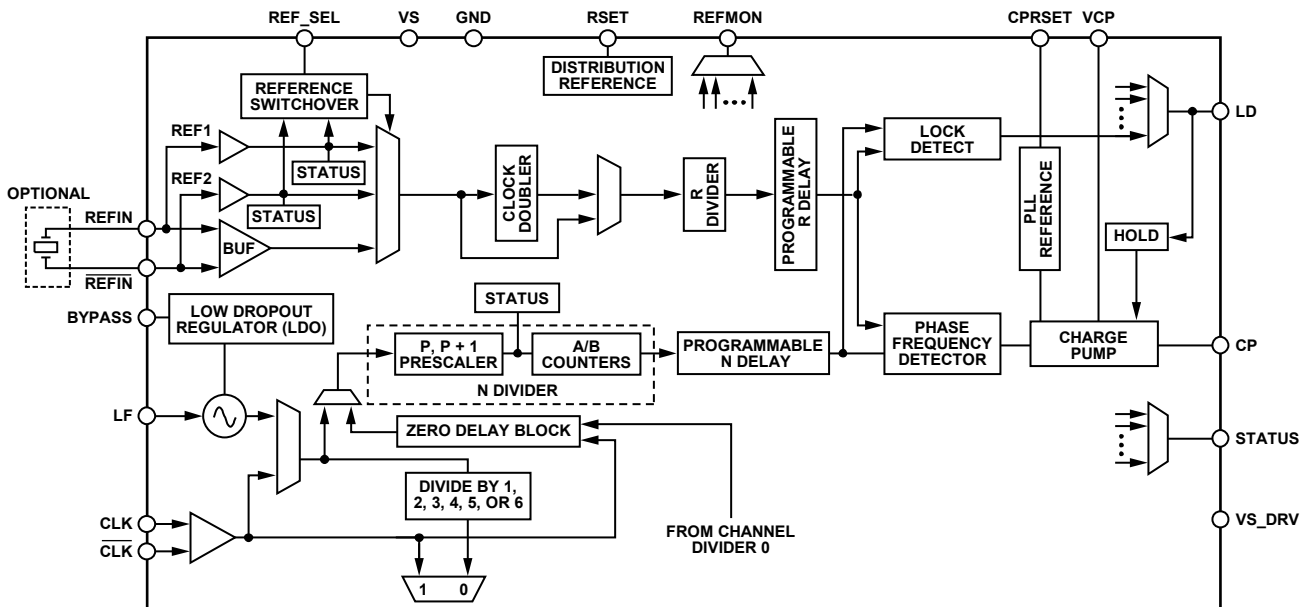 REF_SEL
VS
GND
RSET
REFMON
CPRSET
VCP
DISTRIBUTION
REFERENCE
REFERENCE
SWITCHOVER
REF1
REF2
STATUS
STATUS
OPTIONAL
REFIN
BUF
REFIN
CLOCK
DOUBLER
R
DIVIDER
PROGRAMMABLE
R DELAY
LOCK
DETECT
LD
PLL
REFERENCE
HOLD
BYPASS
LOW DROPOUT
REGULATOR (LDO)
STATUS
P, P + 1
PRESCALER
A/B
COUNTERS
N DIVIDER
PROGRAMMABLE
N DELAY
PHASE
FREQUENCY
DETECTOR
CHARGE
PUMP
CP
LF
ZERO DELAY BLOCK
STATUS
DIVIDE BY 1,
2, 3, 4, 5, OR 6
CLK
CLK
FROM CHANNEL
DIVIDER 0
VS_DRV
1 0